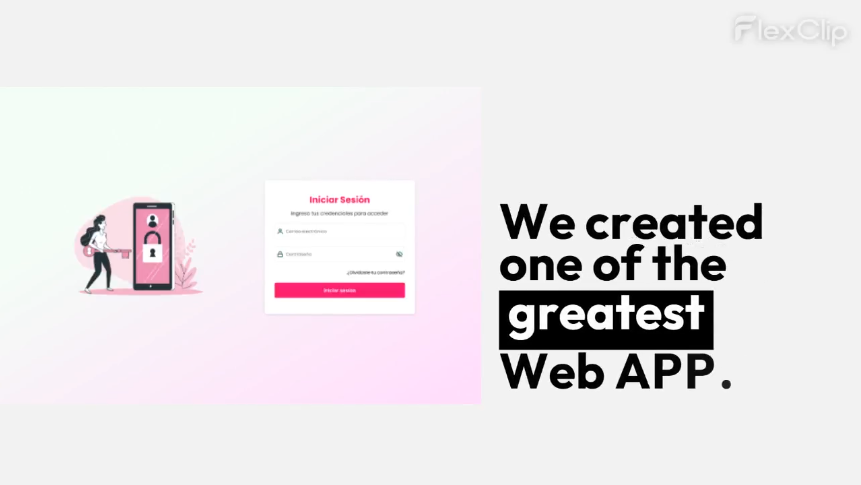 FlexClip
Iniciar Sesión
Ingresa tus credenciales para acceder
Correo electrónico
Contraseña
¿Olvidaste tu contraseña?
Iniciar sesión
We created
one of the
greatest
Web APP.